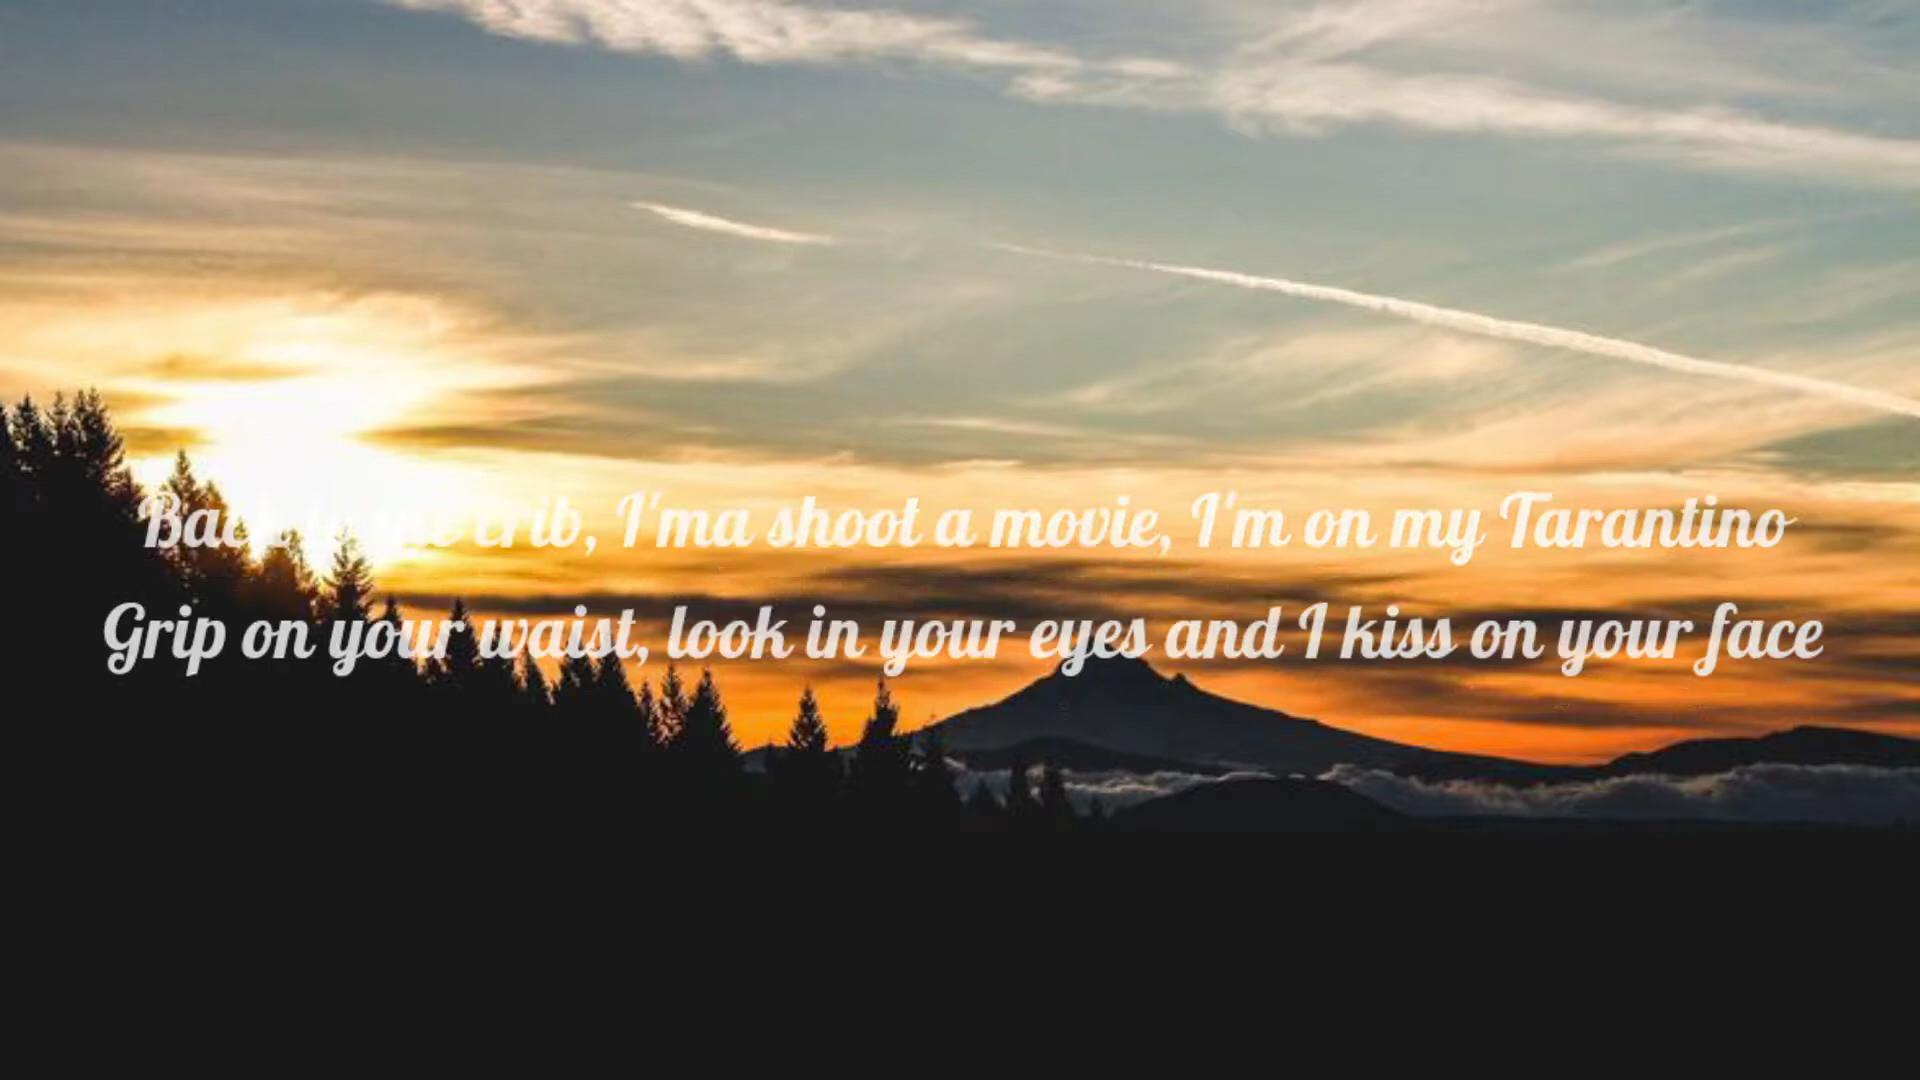 Back to the crib, I'ma shoot a movie, I'm on my Tarantino
Grip on your waist, look in your eyes and I kiss on your face